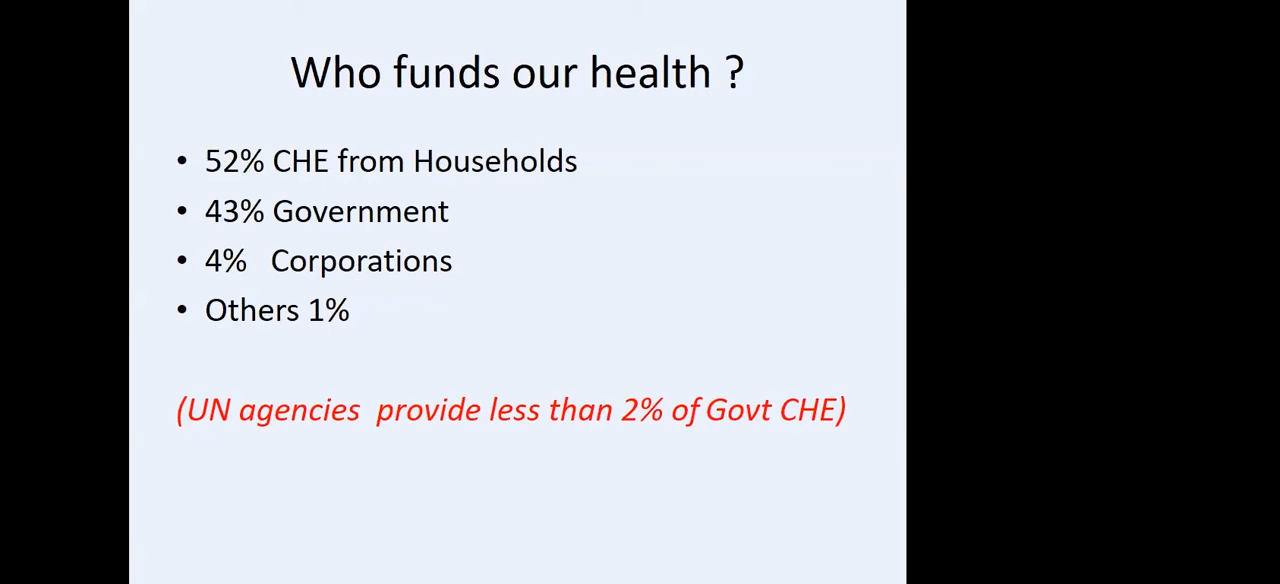 Who funds our health ?
• 52% CHE from Households
• 43% Government
• 4% Corporations
• Others 1%
(UN agencies provide less than 2% of Govt CHE)